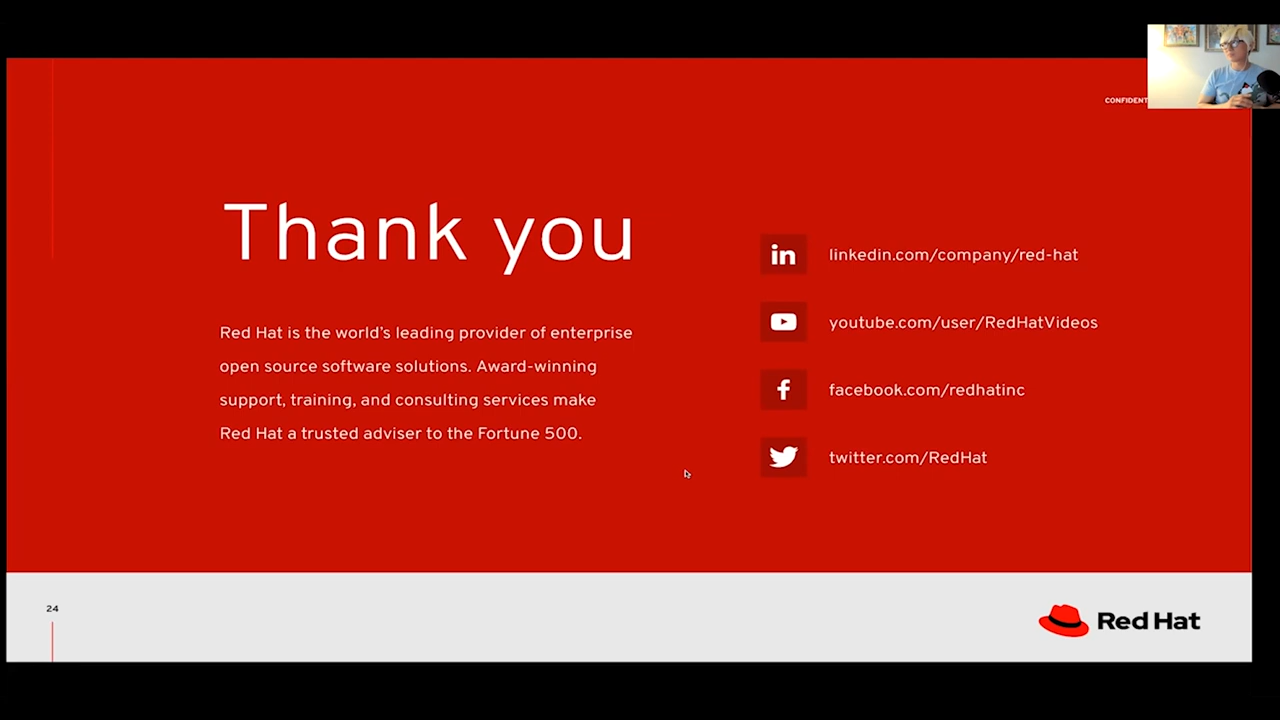 CONFIDENT
Thank you
Red Hat is the world's leading provider of enterprise
open source software solutions. Award-winning
support, training, and consulting services make
Red Hat a trusted adviser to the Fortune 500.
in linkedin.com/company/red-hat
youtube.com/user/RedHatVideos
f facebook.com/redhatinc
twitter.com/RedHat
24
Red Hat